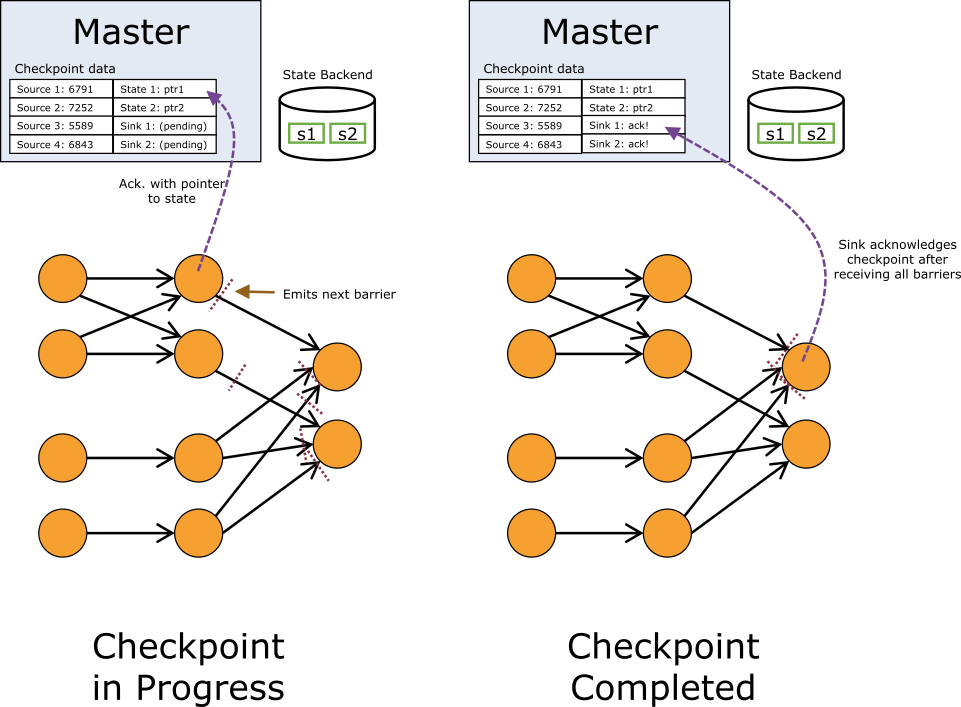 Master
Checkpoint data
Source 1: 6791 State 1: ptr1
Source 2: 7252 State 2: ptr2
Source 3: 5589 Sink 1: (pending)
Source 4: 6843 Sink 2: (pending)
State Backend
s1 s2
Ack. with pointer
to state
Emits next barrier
Checkpoint
in Progress
Master
Checkpoint data
Source 1: 6791 State 1: ptr1
Source 2: 7252 State 2: ptr2
Source 3: 5589 Sink 1: ack!
Source 4: 6843 Sink 2: ack!
State Backend
s1 s2
Sink acknowledges
checkpoint after
receiving all barriers
Checkpoint
Completed